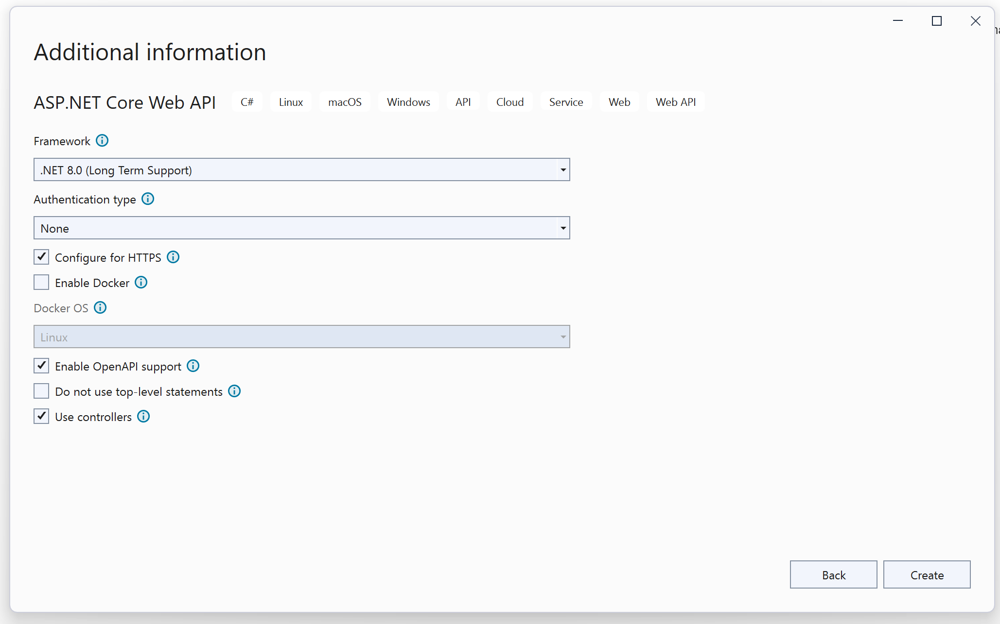 Additional information
ASP.NET Core Web API C# Linux macOS Windows API Cloud Service Web Web API
Framework
.NET 8.0 (Long Term Support)
Authentication type
None
Configure for HTTPS
Enable Docker
Docker OS
Linux
Enable OpenAPI support
Do not use top-level statements
Use controllers
Back Create